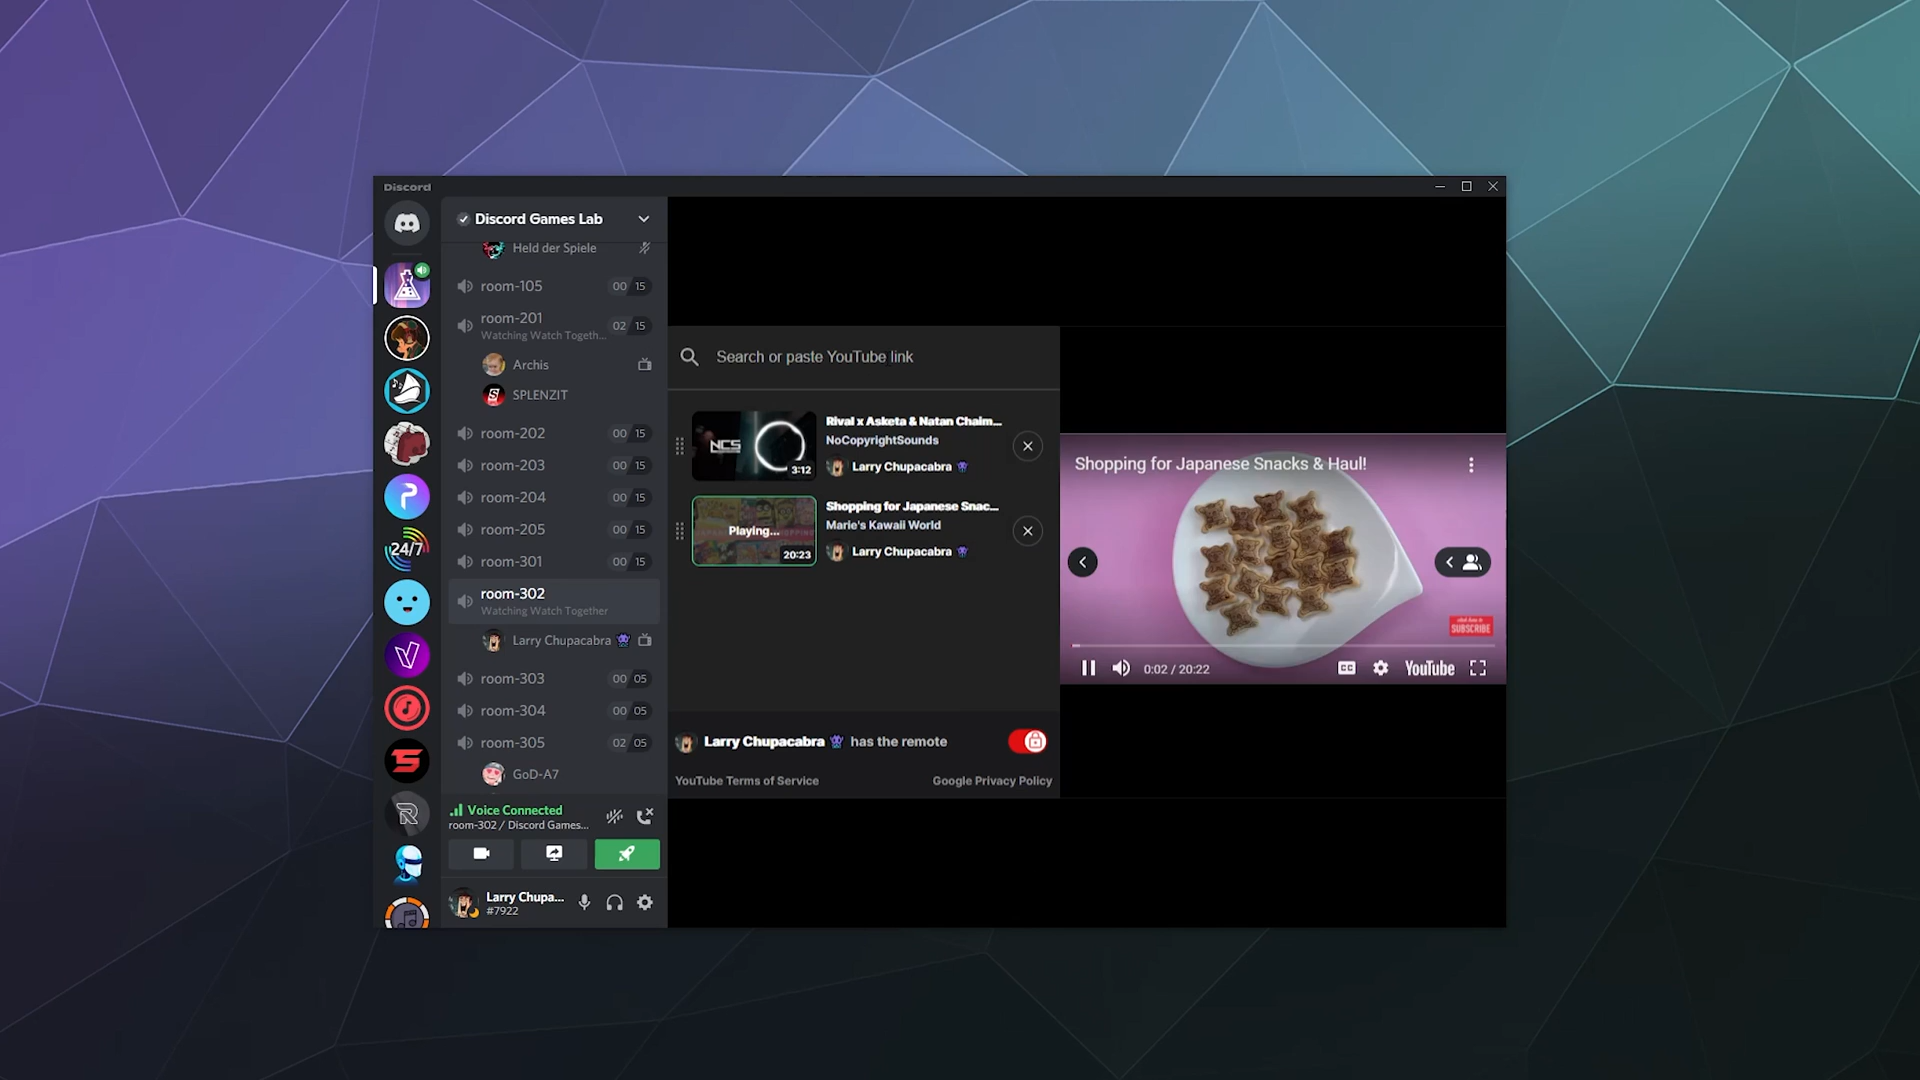 Discord
Discord Games Lab
Held der Spiele
room-105
00 15
room-201
02 15
Watching Watch Togeth...
Archis
SPLENZIT
room-202
00 15
room-203
00 15
room-204
00 15
24/7
room-205
00 15
room-301
00 15
room-302
Watching Watch Together
Larry Chupacabra
room-303
00 05
room-304
00 05
room-305
02 05
GoD-A7
Voice Connected
room-302 / Discord Games...
Larry Chupa...
#7922
Search or paste YouTube link
NCS
3:12
Rival x Asketa & Natan Chaim...
NoCopyrightSounds
Larry Chupacabra
Playing...
20:23
Shopping for Japanese Snac...
Marie's Kawaii World
Larry Chupacabra
Larry Chupacabra has the remote
YouTube Terms of Service
Google Privacy Policy
Shopping for Japanese Snacks & Haul!
SUBSCRIBE
0:02 / 20:22
CC
YouTube